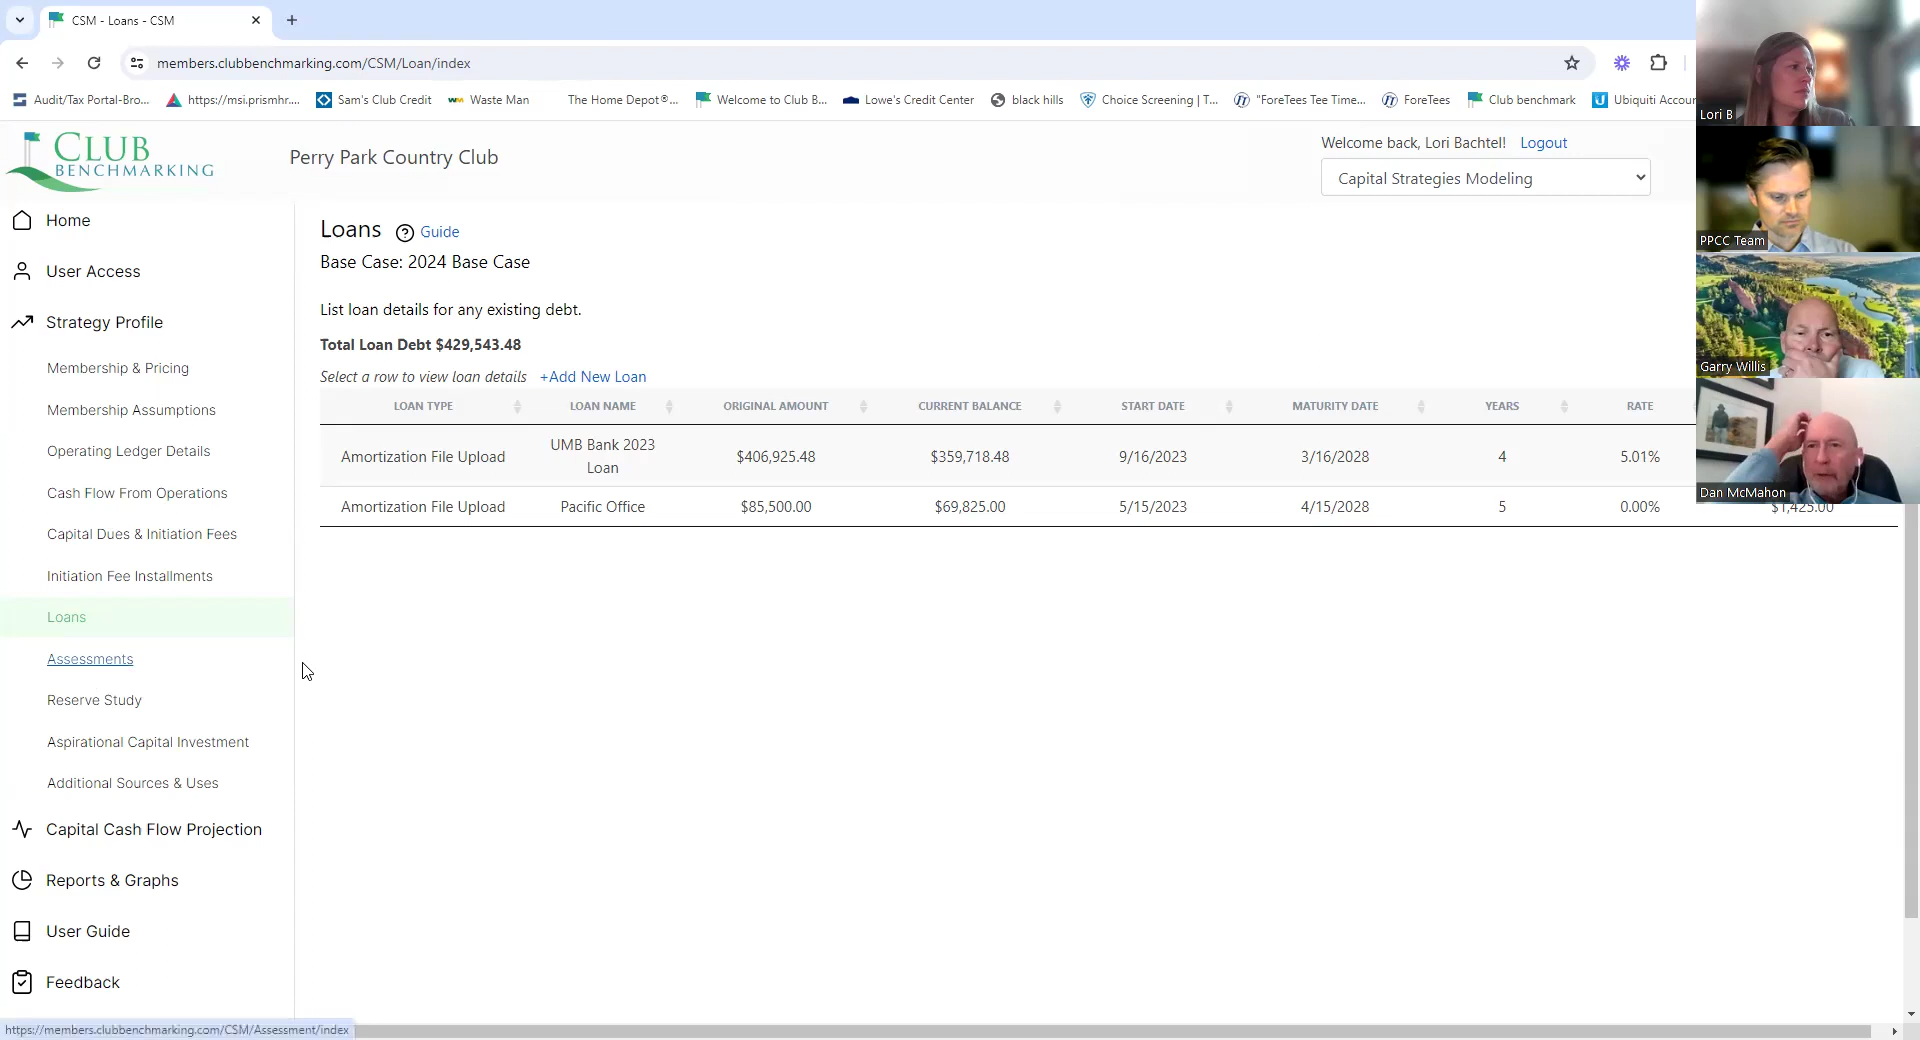 CSM - Loans - CSM
members.clubbenchmarking.com/CSM/Loan/index
Audit/Tax Portal-Bro...
https://msi.prismhr....
Sam's Club Credit
Waste Man
The Home Depot®...
Welcome to Club B...
Lowe's Credit Center
black hills
Choice Screening | T...
"ForeTees Tee Time...
ForeTees
Club benchmark
Ubiquiti Accou
CLUB
BENCHMARKING
Perry Park Country Club
Welcome back, Lori Bachtel! Logout
Capital Strategies Modeling
Home
User Access
Strategy Profile
Membership & Pricing
Membership Assumptions
Operating Ledger Details
Cash Flow From Operations
Capital Dues & Initiation Fees
Initiation Fee Installments
Loans
Assessments
Reserve Study
Aspirational Capital Investment
Additional Sources & Uses
Capital Cash Flow Projection
Reports & Graphs
User Guide
Feedback
Loans ? Guide
Base Case: 2024 Base Case
List loan details for any existing debt.
Total Loan Debt $429,543.48
Select a row to view loan details +Add New Loan
LOAN TYPE LOAN NAME ORIGINAL AMOUNT CURRENT BALANCE START DATE MATURITY DATE YEARS RATE
Amortization File Upload UMB Bank 2023 Loan $406,925.48 $359,718.48 9/16/2023 3/16/2028 4 5.01%
Amortization File Upload Pacific Office $85,500.00 $69,825.00 5/15/2023 4/15/2028 5 0.00% $1,425.00
Lori B
PPCC Team
Garry Willis
Dan McMahon
https://members.clubbenchmarking.com/CSM/Assessment/index